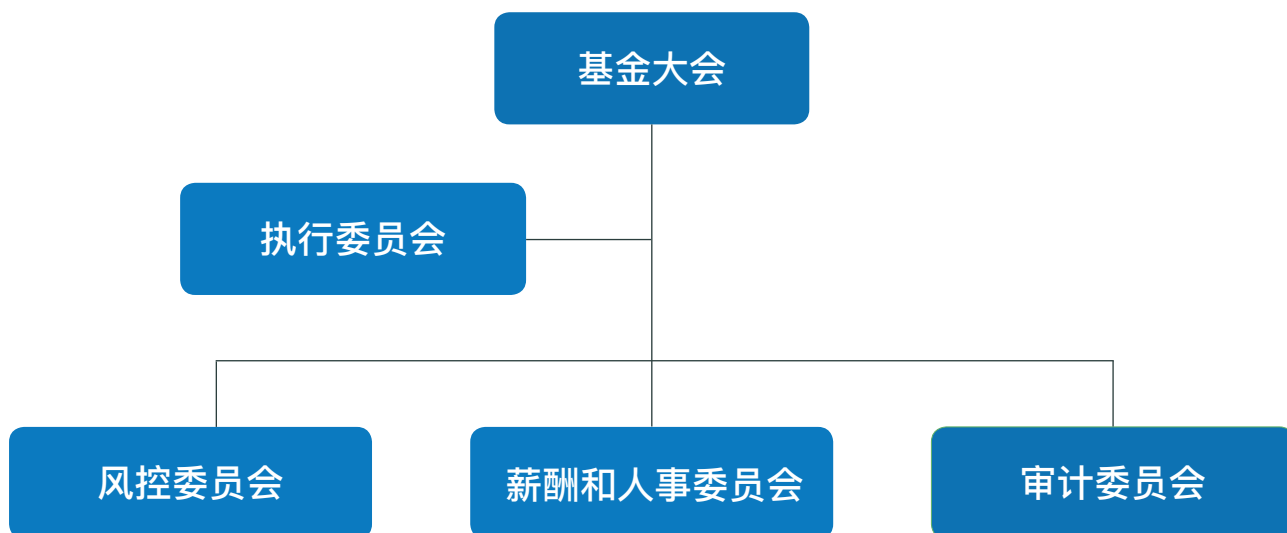 基金大会
执行委员会
风控委员会
薪酬和人事委员会
审计委员会